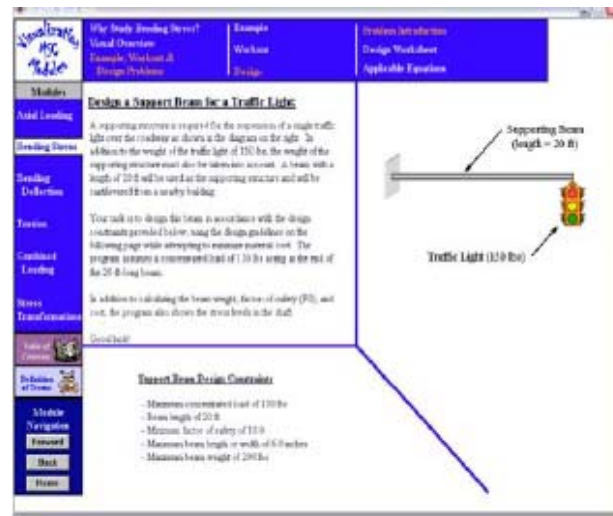 Visualization
MSC
Modules
Why Study Bending Stress?
Visual Overview
Example, Workout &
Design Problems
Example
Workout
Design
Problem Introduction
Design Worksheet
Applicable Equations
Modules
Axial Loading
Bending Stress
Bending
Deflection
Torsion
Combined
Loading
Stress
Transformations
Table of
Contents
Definition
of Terms
Module
Navigation
Forward
Back
Home
Design a Support Beam for a Traffic Light:
A supporting structure is required for the suspension of a single traffic
light over the roadway as shown in the diagram on the right. In
addition to the weight of the traffic light of 150 lbs, the weight of the
supporting structure must also be taken into account. A beam with a
length of 20 ft will be used as the supporting structure and will be
cantilevered from a nearby building.
Your task is to design this beam in accordance with the design
constraints provided below, using the design guidelines on the
following page while attempting to minimize material cost. The
program assumes a concentrated load of 150 lbs acting at the end of
the 20-ft-long beam.
In addition to calculating the beam weight, factor of safety (FS), and
cost, the program also shows the stress levels in the shaft.
Good luck!
Supporting Beam
(length = 20 ft)
Traffic Light (150 lbs)
Support Beam Design Constraints
- concentrated load of 150 lbs
- Beam length of 20 ft
- Minimum factor of safety of 10.0
- Maximum beam height or width of 6.0 inches
- Maximum beam weight of 200 lbs